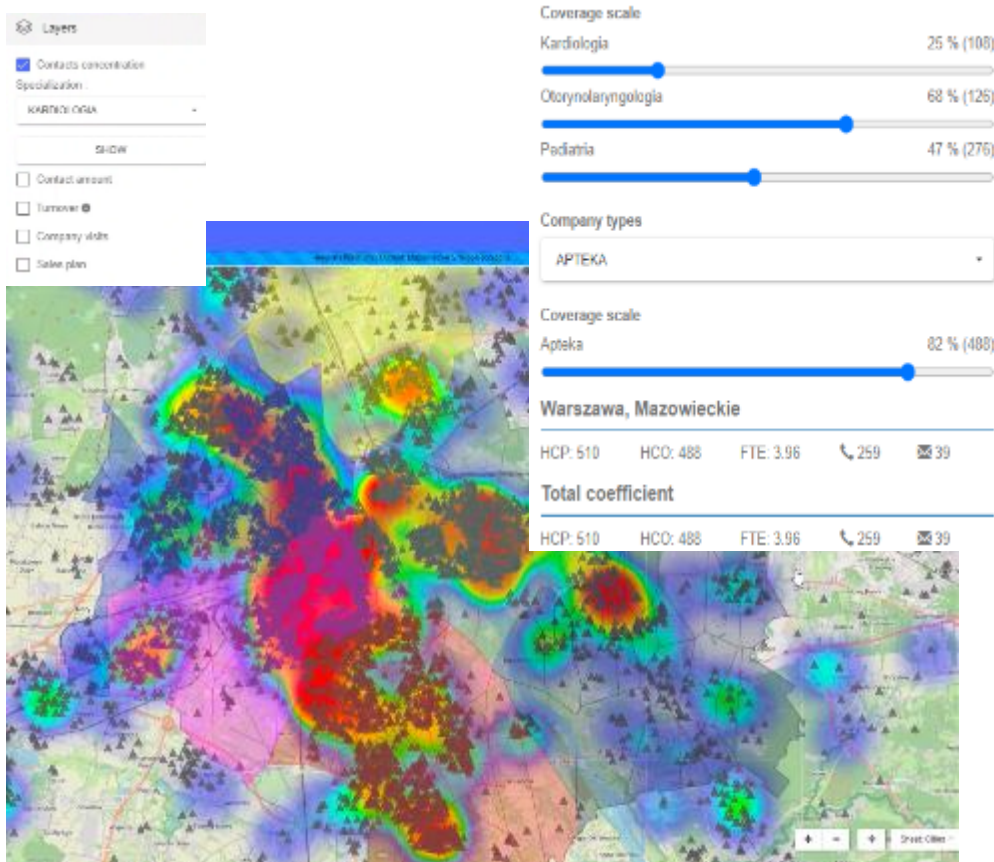 Layers
Contacts concentration
Specialization
KARDIOLOGIA
SHOW
Contact amount
Turnover
Company visits
Sales plan
Coverage scale
Kardiologia 25 % (108)
Otorynolaryngologia 68 % (126)
Pediatria 47 % (276)
Company types
APTEKA
Coverage scale
Apteka 82 % (488)
Warszawa, Mazowieckie
HCP: 510 HCO: 488 FTE: 3.96 259 39
Total coefficient
HCP: 510 HCO: 488 FTE: 3.96 259 39
+ − + Street Cities